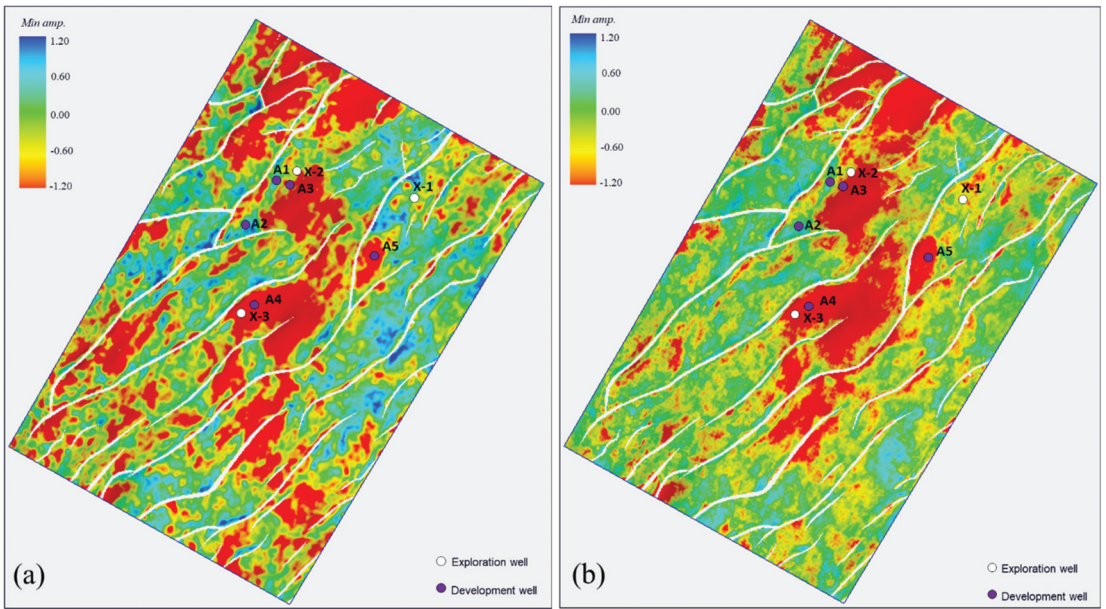 Min amp.
1.20
0.60
0.00
-0.60
-1.20
A1
X-2
A3
X-1
A2
A5
A4
X-3
(a)
Exploration well
Development well
Min amp.
1.20
0.60
0.00
-0.60
-1.20
A1
X-2
A3
X-1
A2
A5
A4
X-3
(b)
Exploration well
Development well